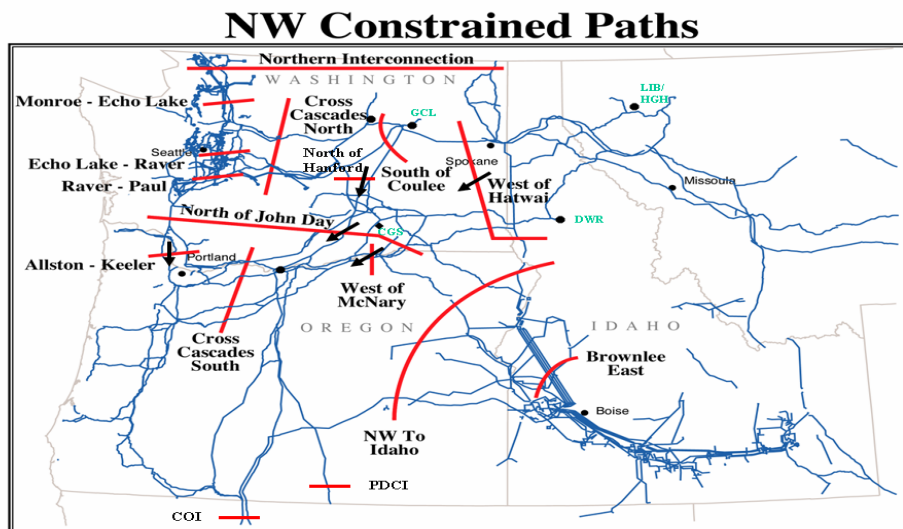 NW Constrained Paths
Northern Interconnection
WASHINGTON
LIB/
HGH
Monroe - Echo Lake
Cross
Cascades
North
GCL
Seattle
North of
Hanford
Spokane
Echo Lake - Raver
South of
Coulee
Raver - Paul
West of
Hatwai
Missoula
North of John Day
CGS
DWR
Allston - Keeler
Portland
West of
McNary
OREGON
IDAHO
Cross
Cascades
South
Brownlee
East
Boise
NW To
Idaho
PDCI
COI